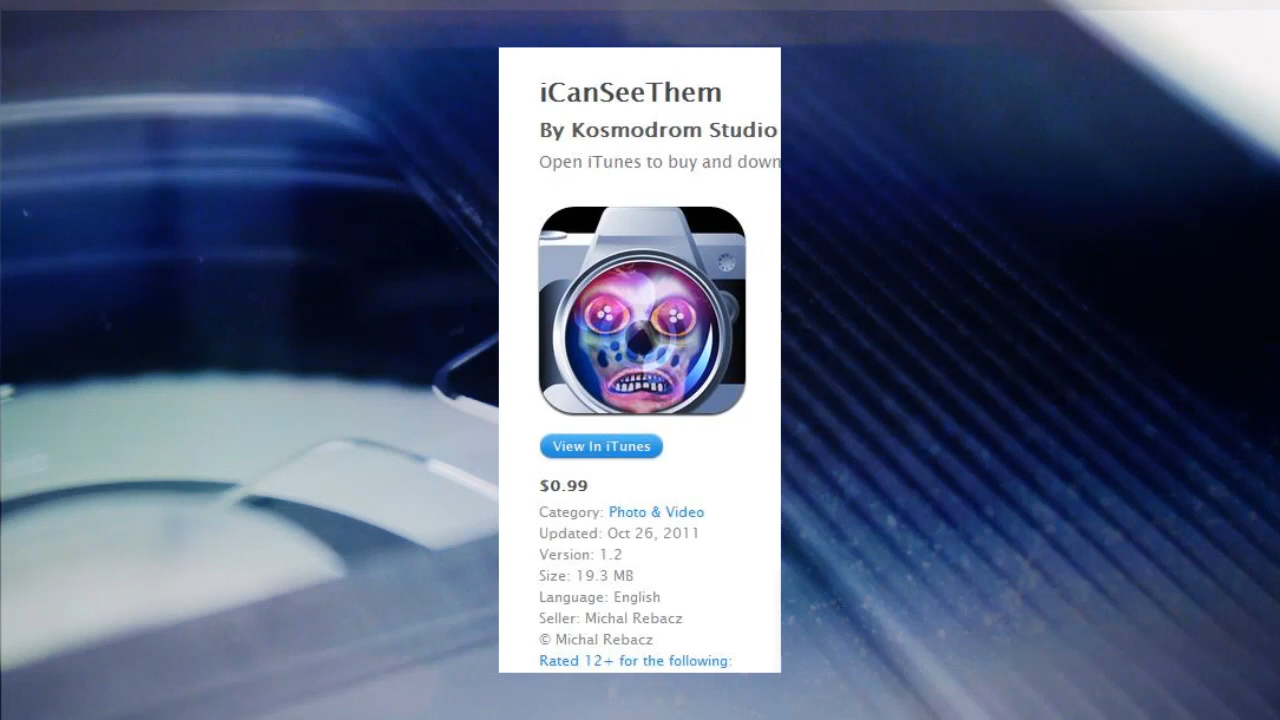 iCanSeeThem
By Kosmodrom Studio
Open iTunes to buy and down
View In iTunes
$0.99
Category: Photo & Video
Updated: Oct 26, 2011
Version: 1.2
Size: 19.3 MB
Language: English
Seller: Michal Rebacz
© Michal Rebacz
Rated 12+ for the following: